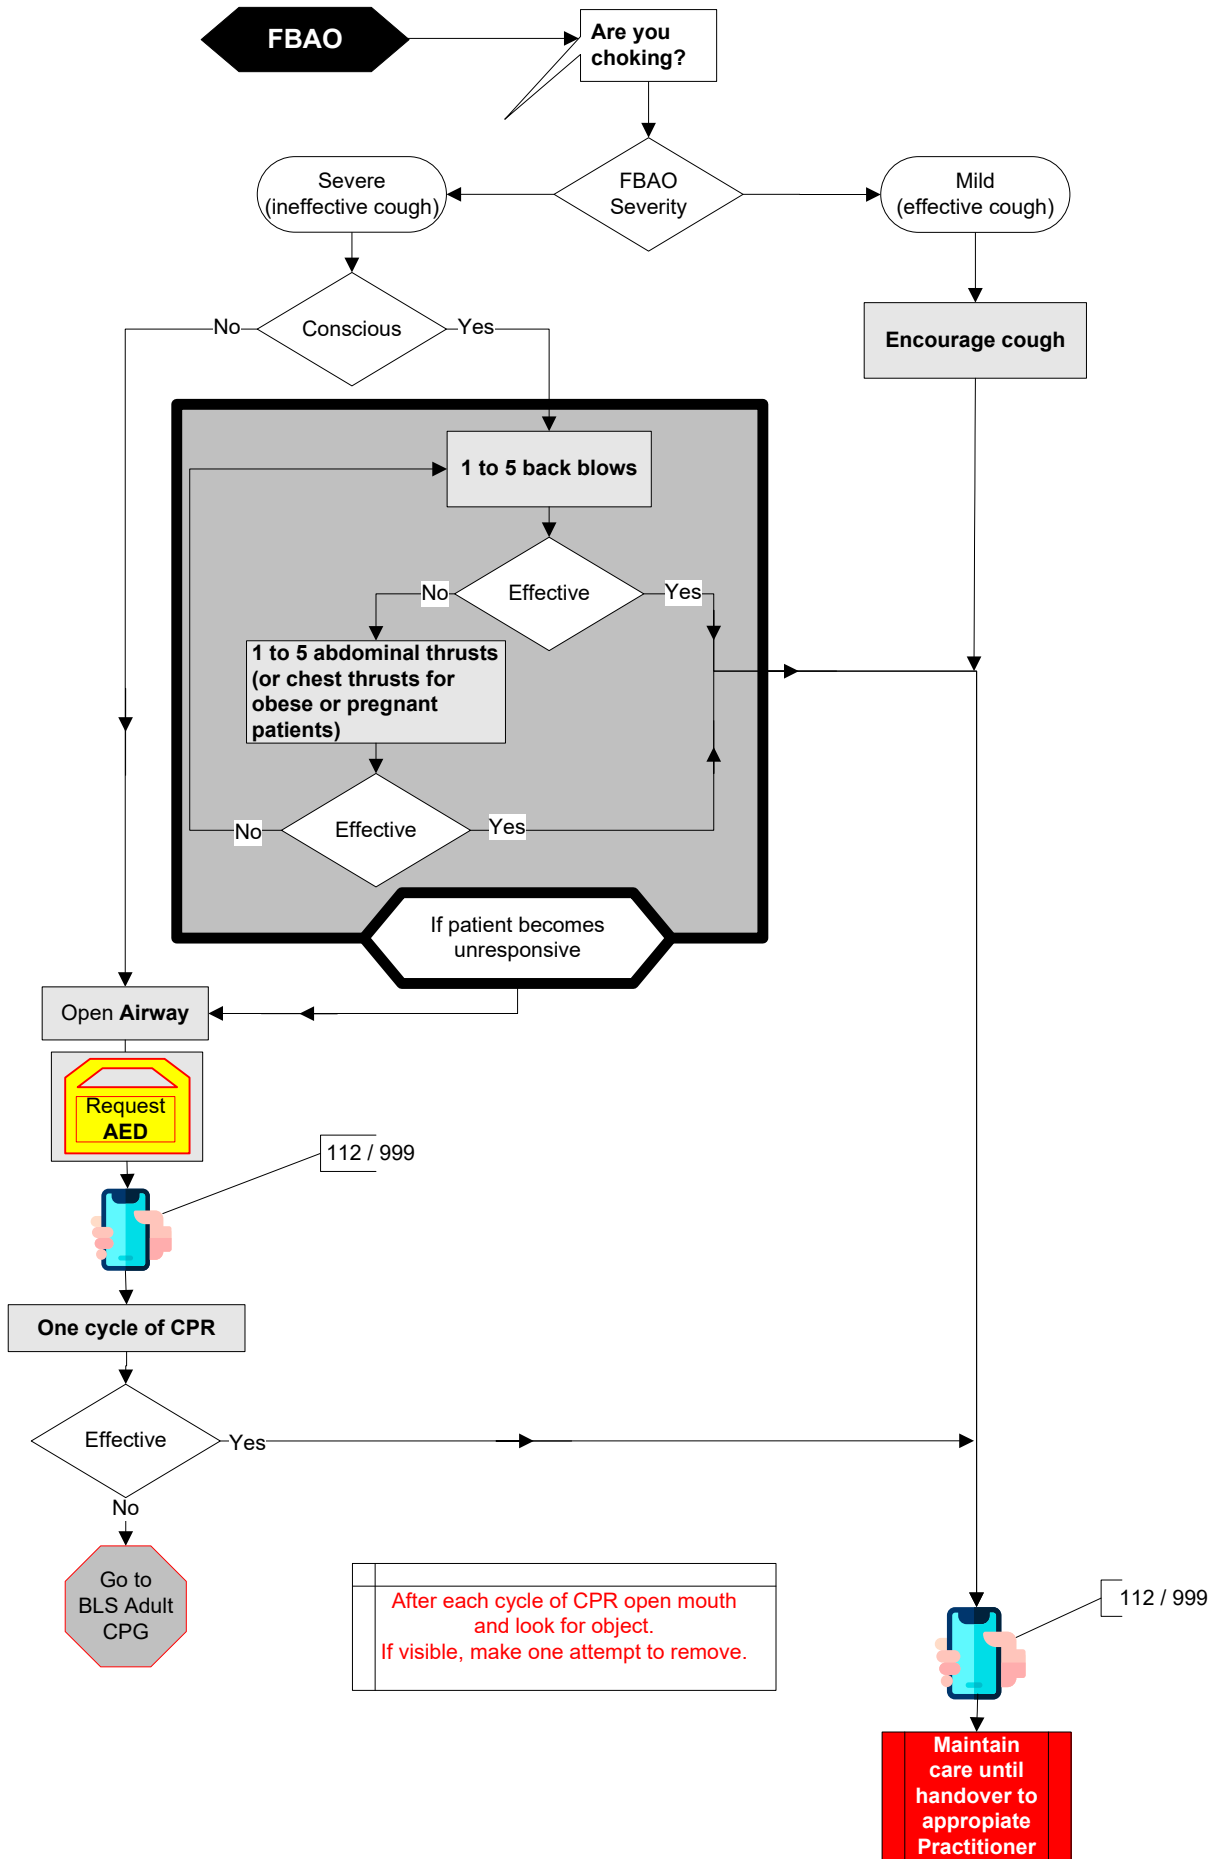 FBAO
Are you
choking?
Severe
(ineffective cough)
FBAO
Severity
Mild
(effective cough)
No
Conscious
Yes
Encourage cough
1 to 5 back blows
No
Effective
Yes
1 to 5 abdominal thrusts
(or chest thrusts for
obese or pregnant
patients)
No
Effective
Yes
If patient becomes
unresponsive
Open Airway
Request
AED
112 / 999
One cycle of CPR
Effective
Yes
No
Go to
BLS Adult
CPG
After each cycle of CPR open mouth
and look for object.
If visible, make one attempt to remove.
112 / 999
Maintain
care until
handover to
appropiate
Practitioner